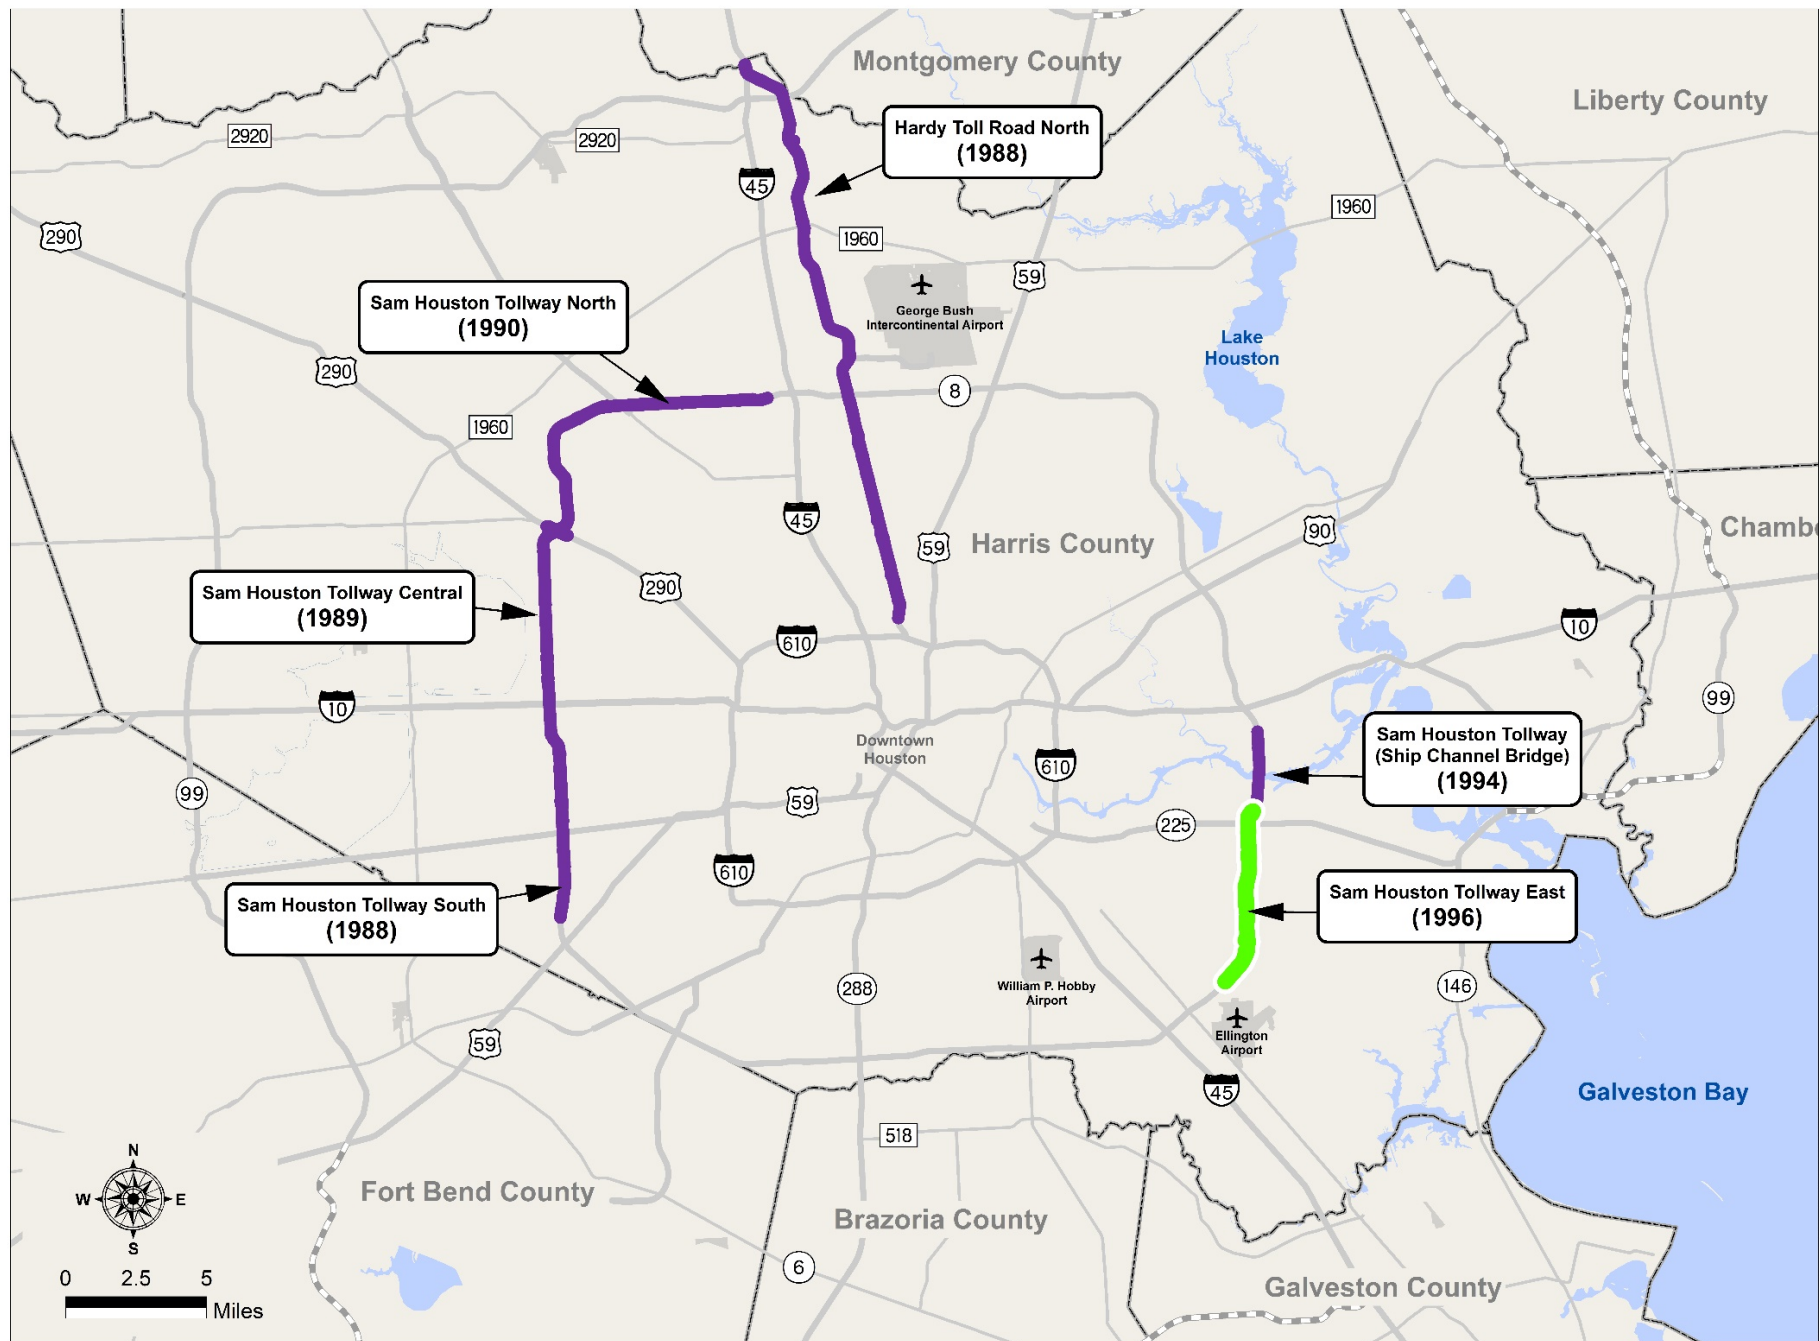 Montgomery County
Liberty County
Hardy Toll Road North
(1988)
2920
2920
45
290
1960
1960
59
Sam Houston Tollway North
(1990)
George Bush
Intercontinental Airport
Lake
Houston
290
8
1960
45
90
59
Harris County
Chambe
Sam Houston Tollway Central
(1989)
290
610
10
10
99
Downtown
Houston
610
Sam Houston Tollway
(Ship Channel Bridge)
(1994)
99
59
225
610
Sam Houston Tollway South
(1988)
Sam Houston Tollway East
(1996)
William P. Hobby
Airport
288
146
59
Ellington
Airport
45
Galveston Bay
518
N
W
E
S
Fort Bend County
Brazoria County
6
Galveston County
0 2.5 5
Miles